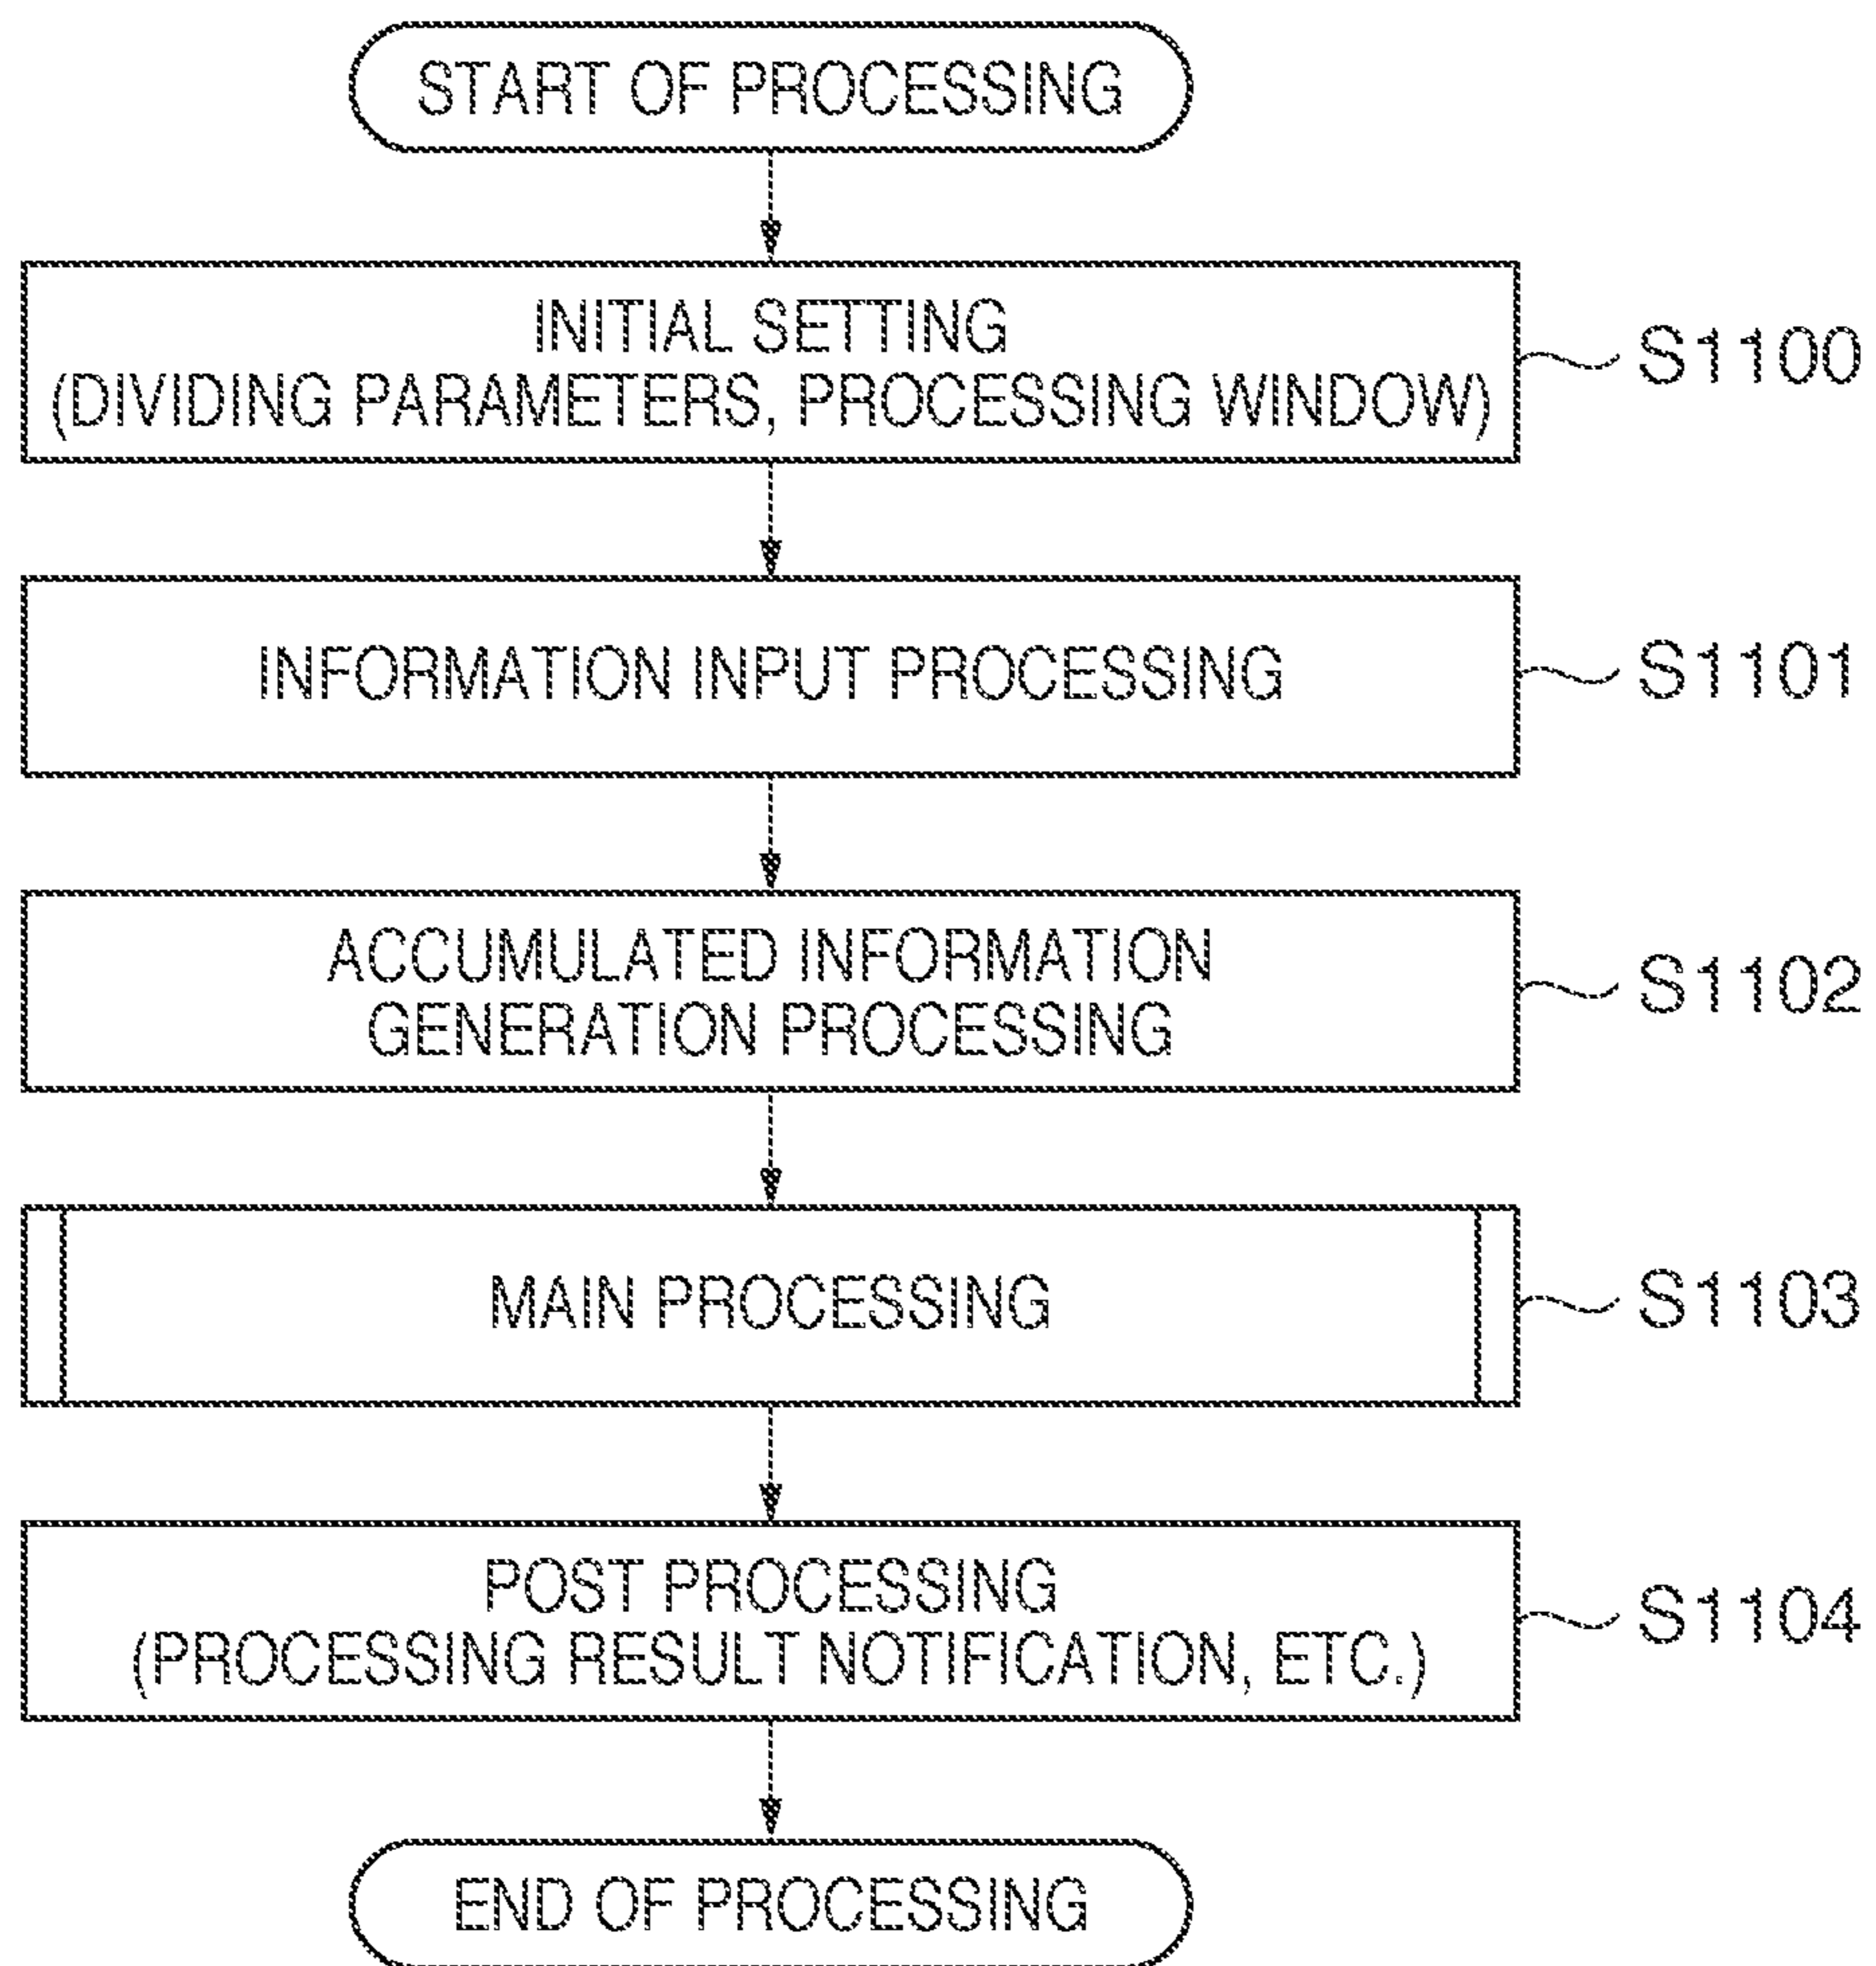 START OF PROCESSING
INITIAL SETTING
(DIVIDING PARAMETERS, PROCESSING WINDOW)
S1100
INFORMATION INPUT PROCESSING
S1101
ACCUMULATED INFORMATION
GENERATION PROCESSING
S1102
MAIN PROCESSING
S1103
POST PROCESSING
(PROCESSING RESULT NOTIFICATION, ETC.)
S1104
END OF PROCESSING